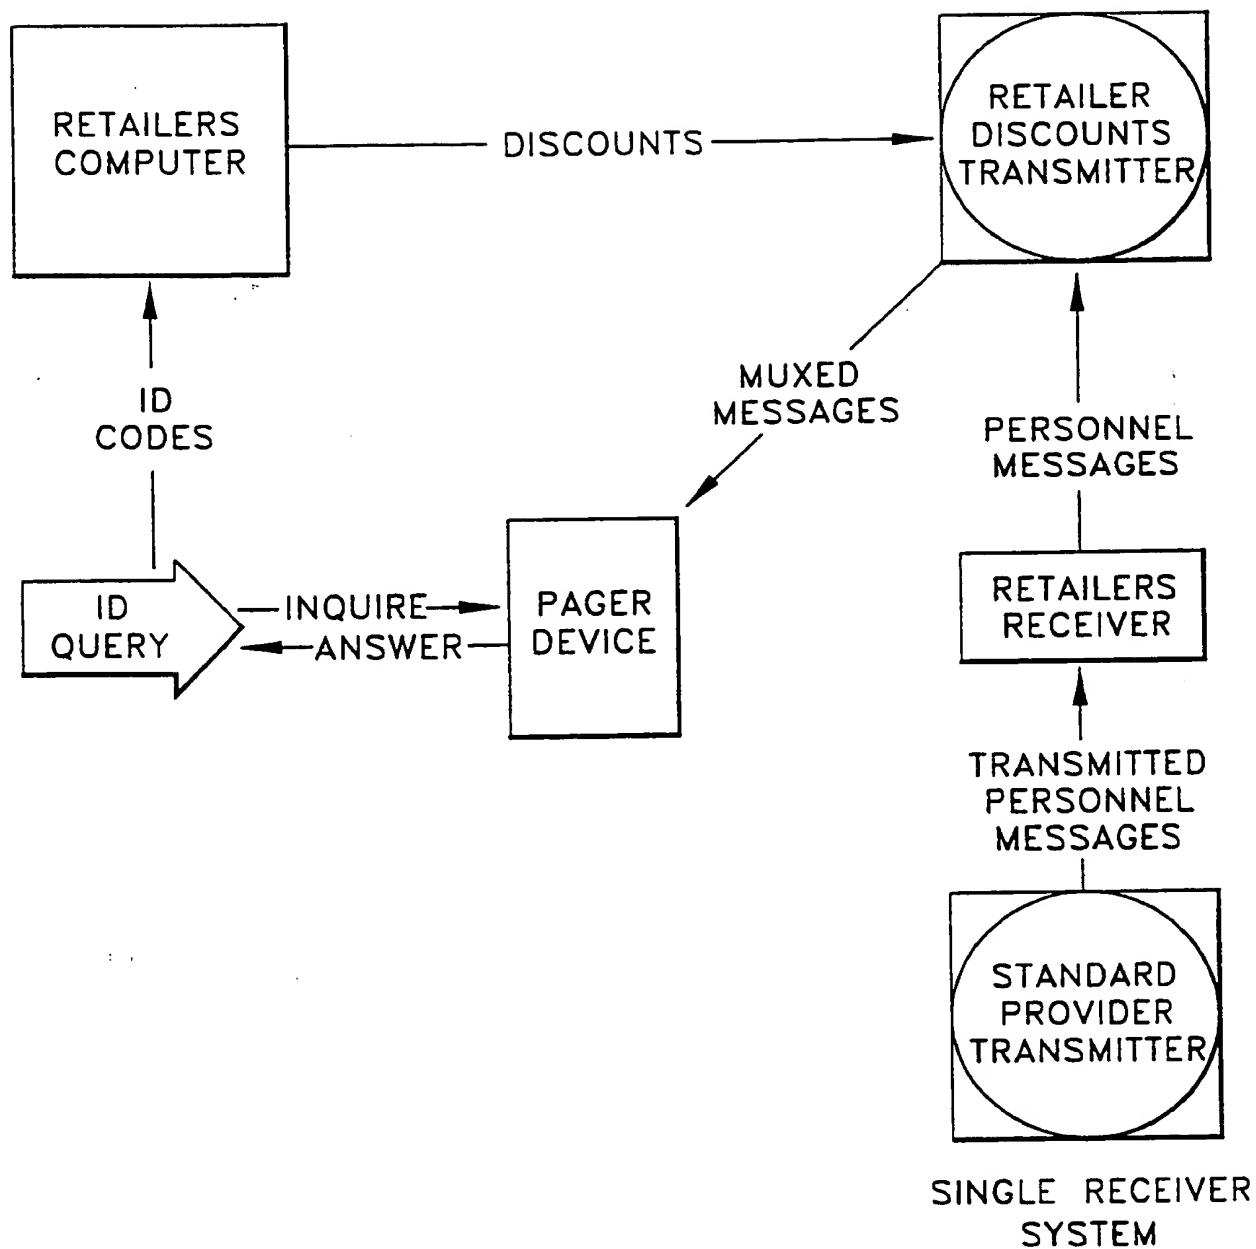 RETAILERS
COMPUTER
DISCOUNTS
RETAILER
DISCOUNTS
TRANSMITTER
ID
CODES
MUXED
MESSAGES
PERSONNEL
MESSAGES
ID
QUERY
INQUIRE
ANSWER
PAGER
DEVICE
RETAILERS
RECEIVER
TRANSMITTED
PERSONNEL
MESSAGES
STANDARD
PROVIDER
TRANSMITTER
SINGLE RECEIVER
SYSTEM